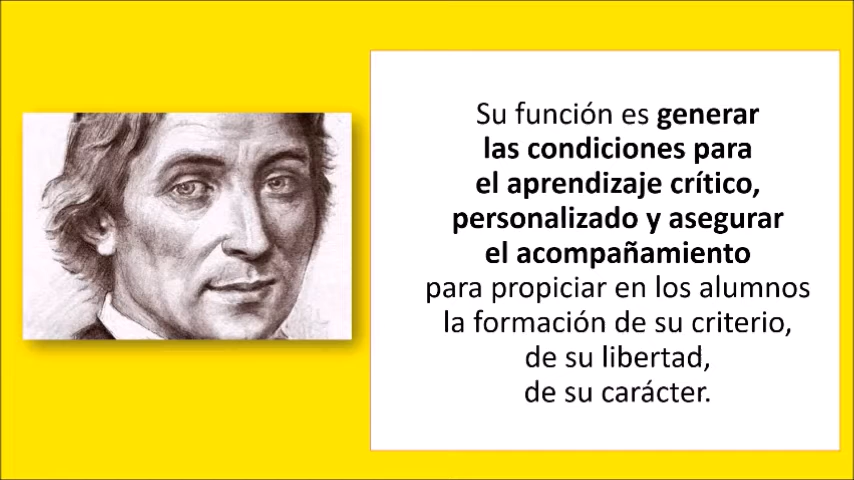 Su función es generar
las condiciones para
el aprendizaje crítico,
personalizado y asegurar
el acompañamiento
para propiciar en los alumnos
la formación de su criterio,
de su libertad,
de su carácter.